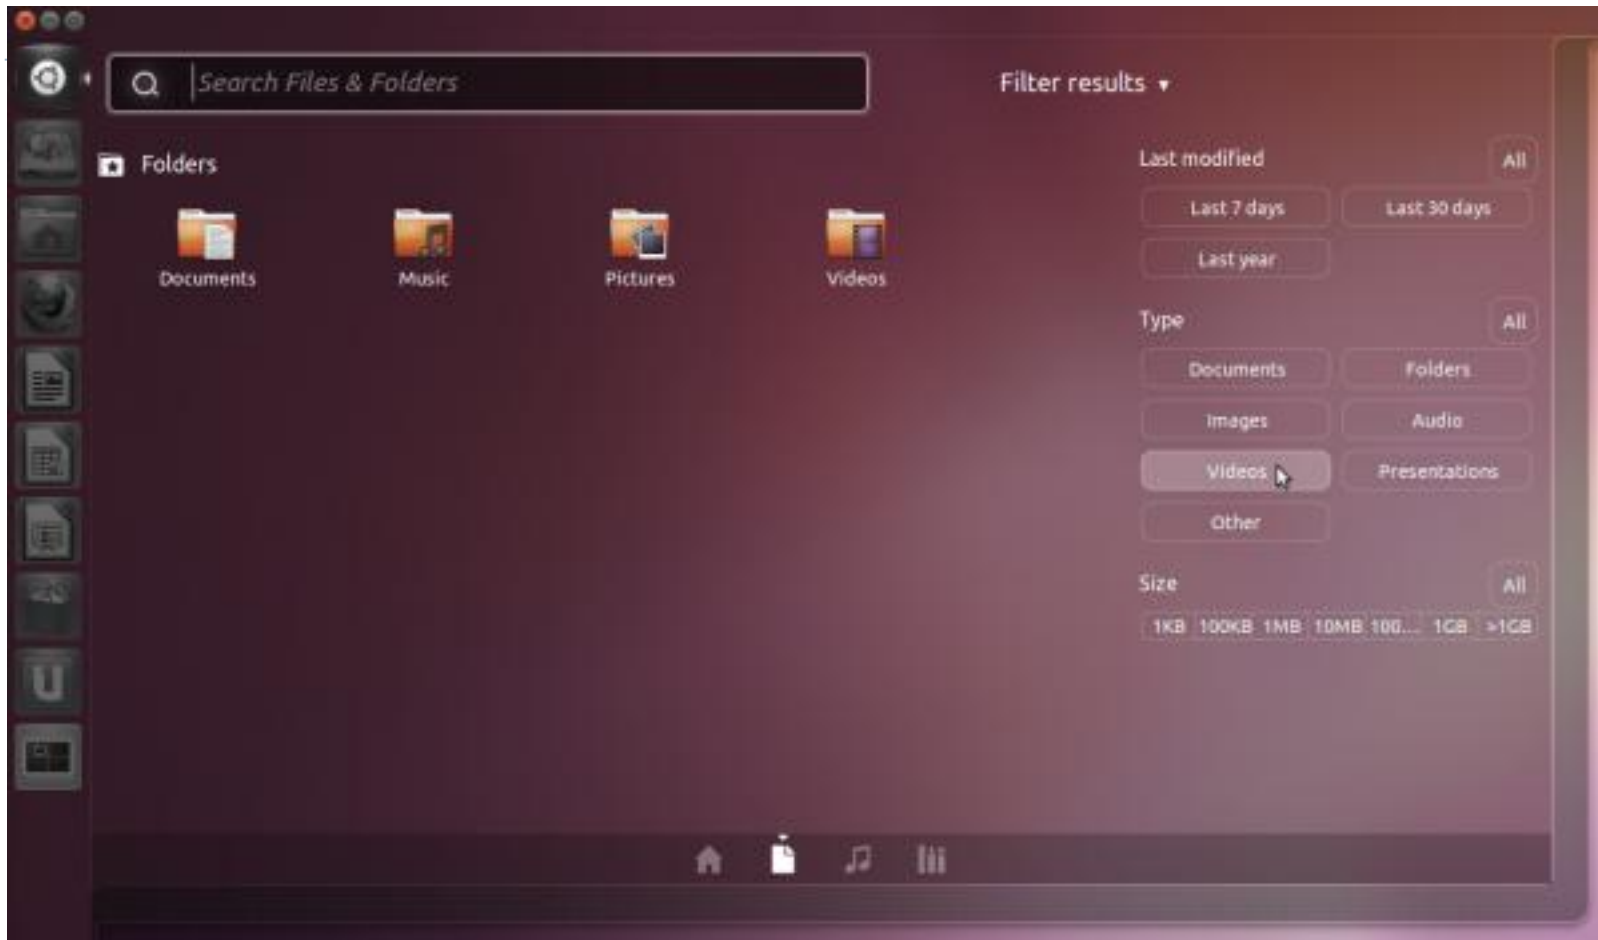 Search Files & Folders
Filter results ▾
Folders
Documents Music Pictures Videos
Last modified All
Last 7 days Last 30 days
Last year
Type All
Documents Folders
Images Audio
Videos Presentations
Other
Size All
1KB 100KB 1MB 10MB 100... 1GB >1GB
u